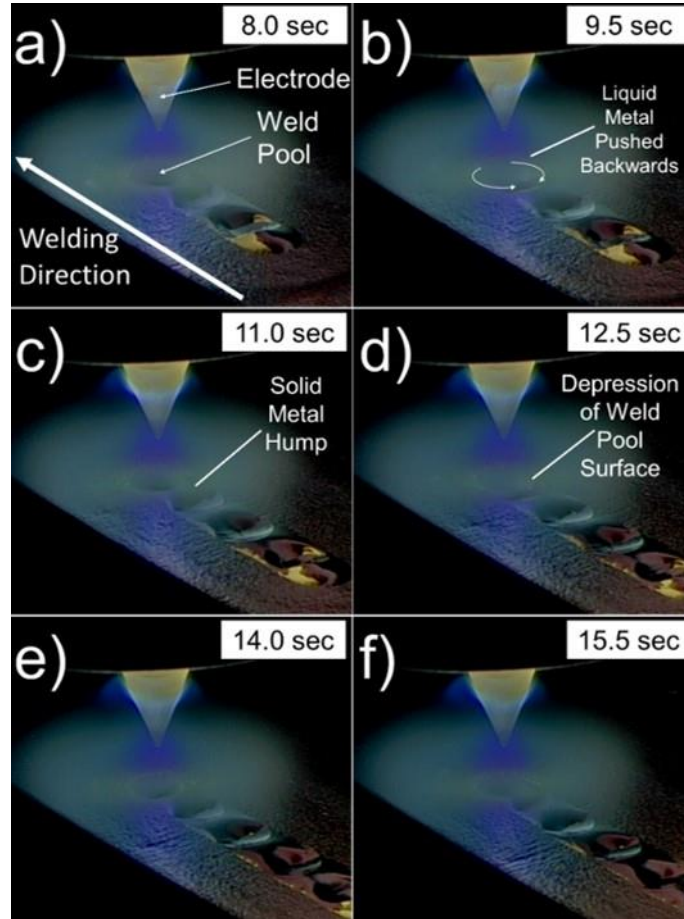 a)
8.0 sec
Electrode
Weld
Pool
Welding
Direction
b)
9.5 sec
Liquid
Metal
Pushed
Backwards
c)
11.0 sec
Solid
Metal
Hump
d)
12.5 sec
Depression
of Weld
Pool
Surface
e)
14.0 sec
f)
15.5 sec